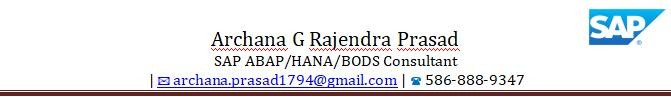 SAP
Archana G Rajendra Prasad
SAP ABAP/HANA/BODS Consultant
| ✉ archana.prasad1794@gmail.com | ☎ 586-888-9347